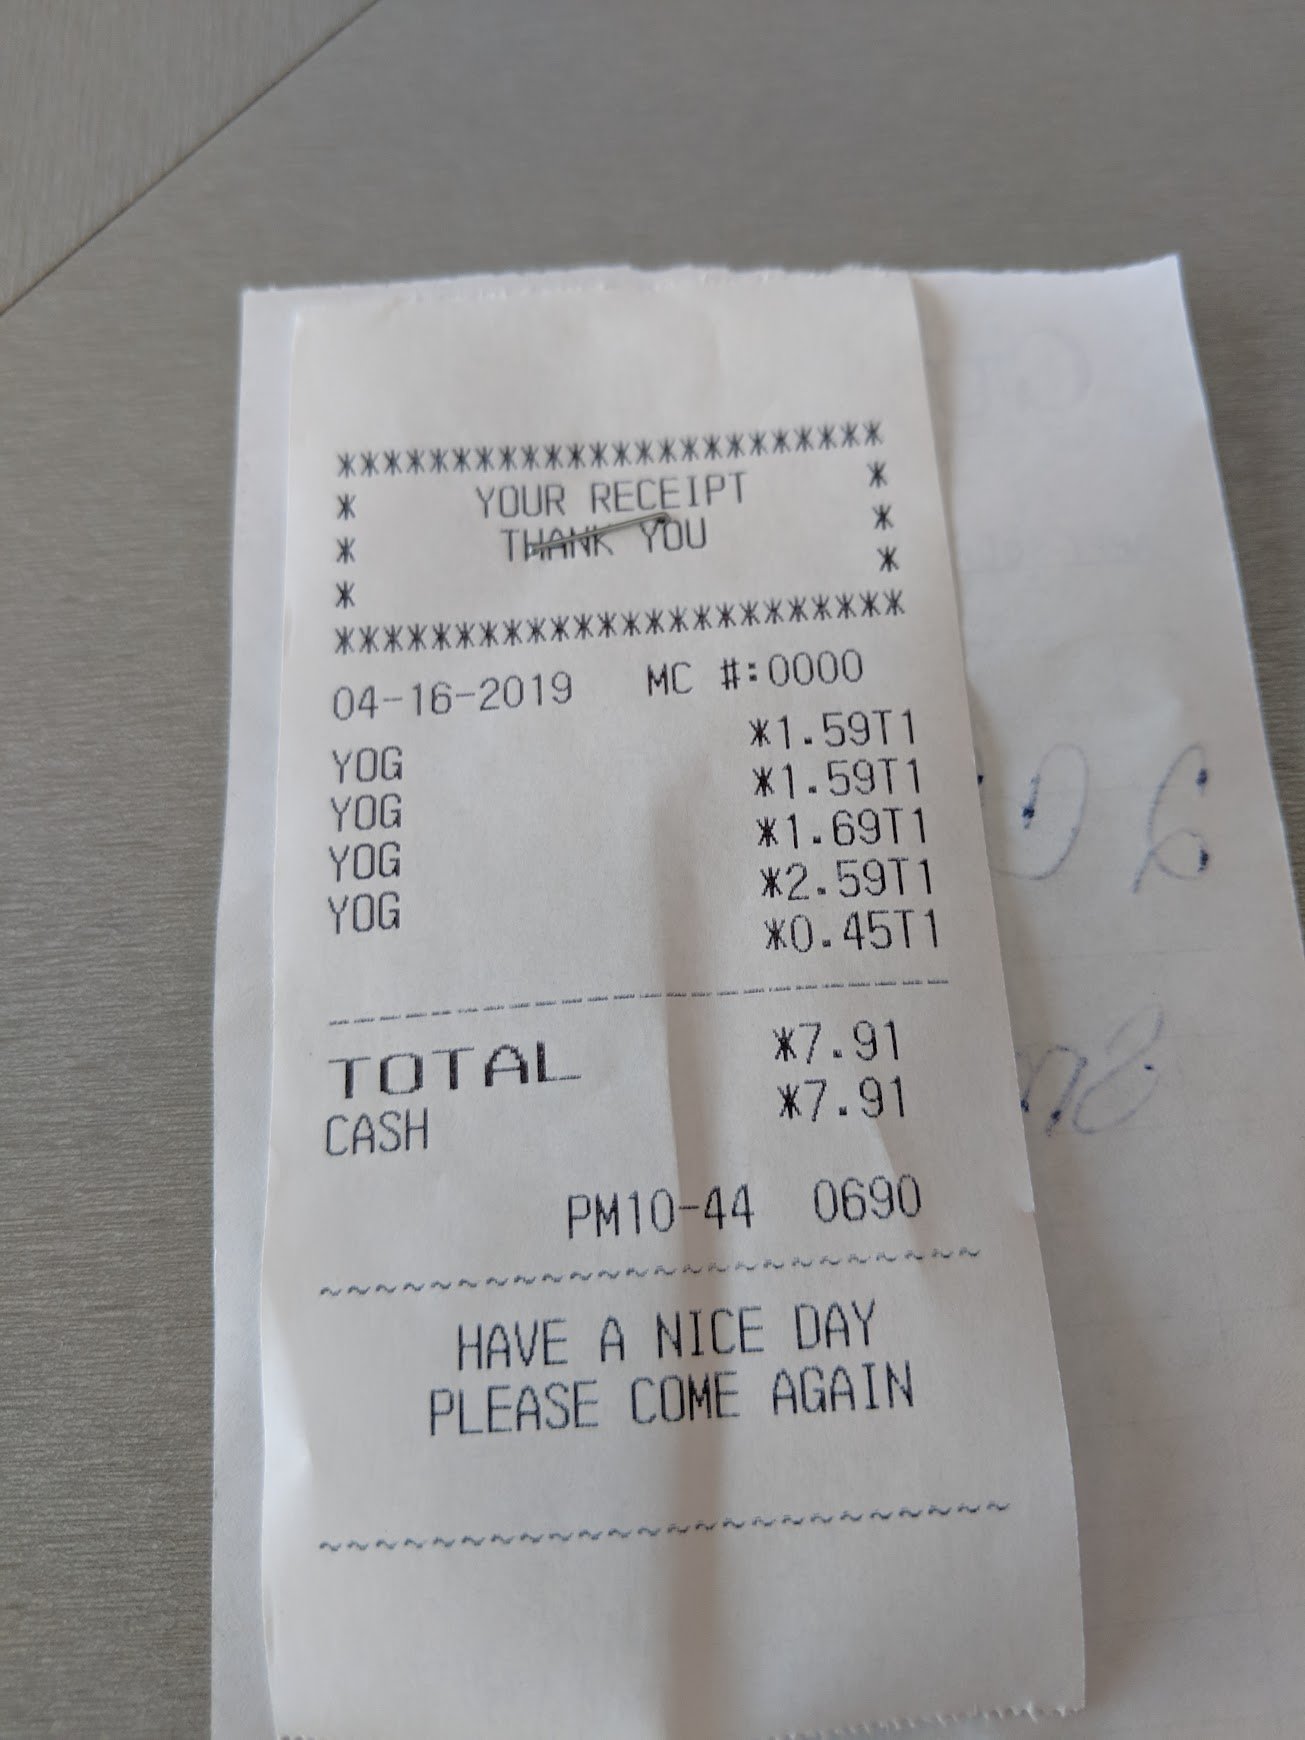 ************************
* YOUR RECEIPT *
* THANK YOU *
* *
************************
04-16-2019 MC #:0000
YOG *1.59T1
YOG *1.59T1
YOG *1.69T1
YOG *2.59T1
*0.45T1
TOTAL *7.91
CASH *7.91
PM10-44 0690
HAVE A NICE DAY
PLEASE COME AGAIN